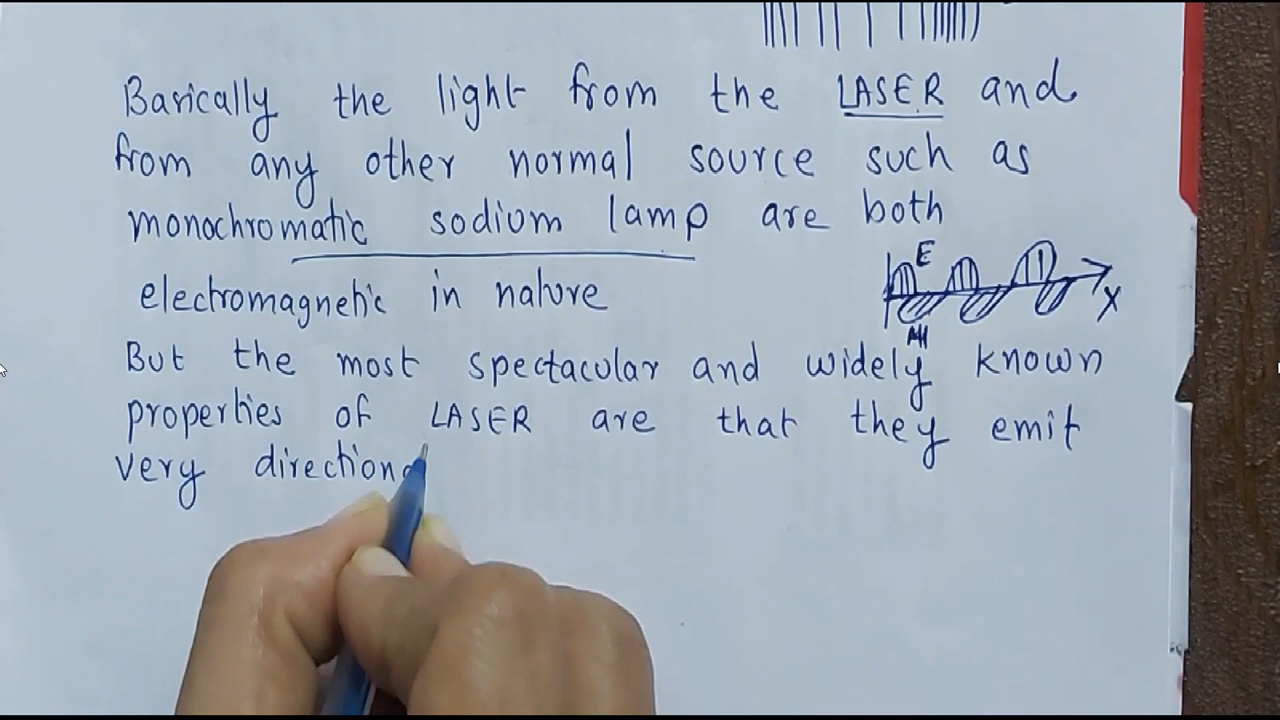 Basically the light from the LASER and
from any other normal source such as
monochromatic sodium lamp are both
E
electromagnetic in nature
X
But the most spectacular and widely known
properties of LASER are that they emit
very direction